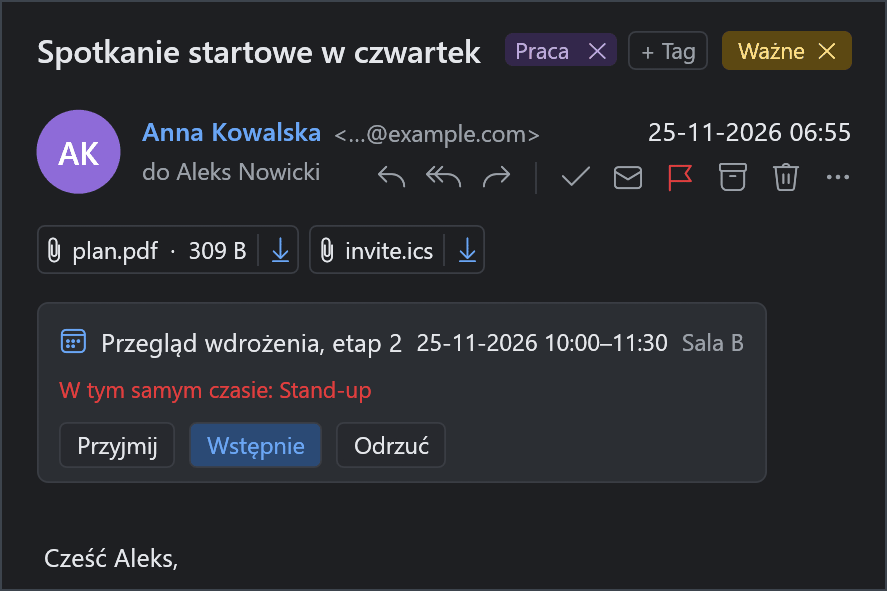 Spotkanie startowe w czwartek Praca + Tag Ważne
AK
Anna Kowalska <...@example.com> 25-11-2026 06:55
do Aleks Nowicki
plan.pdf · 309 B invite.ics
Przegląd wdrożenia, etap 2 25-11-2026 10:00–11:30 Sala B
W tym samym czasie: Stand-up
Przyjmij Wstępnie Odrzuć
Cześć Aleks,